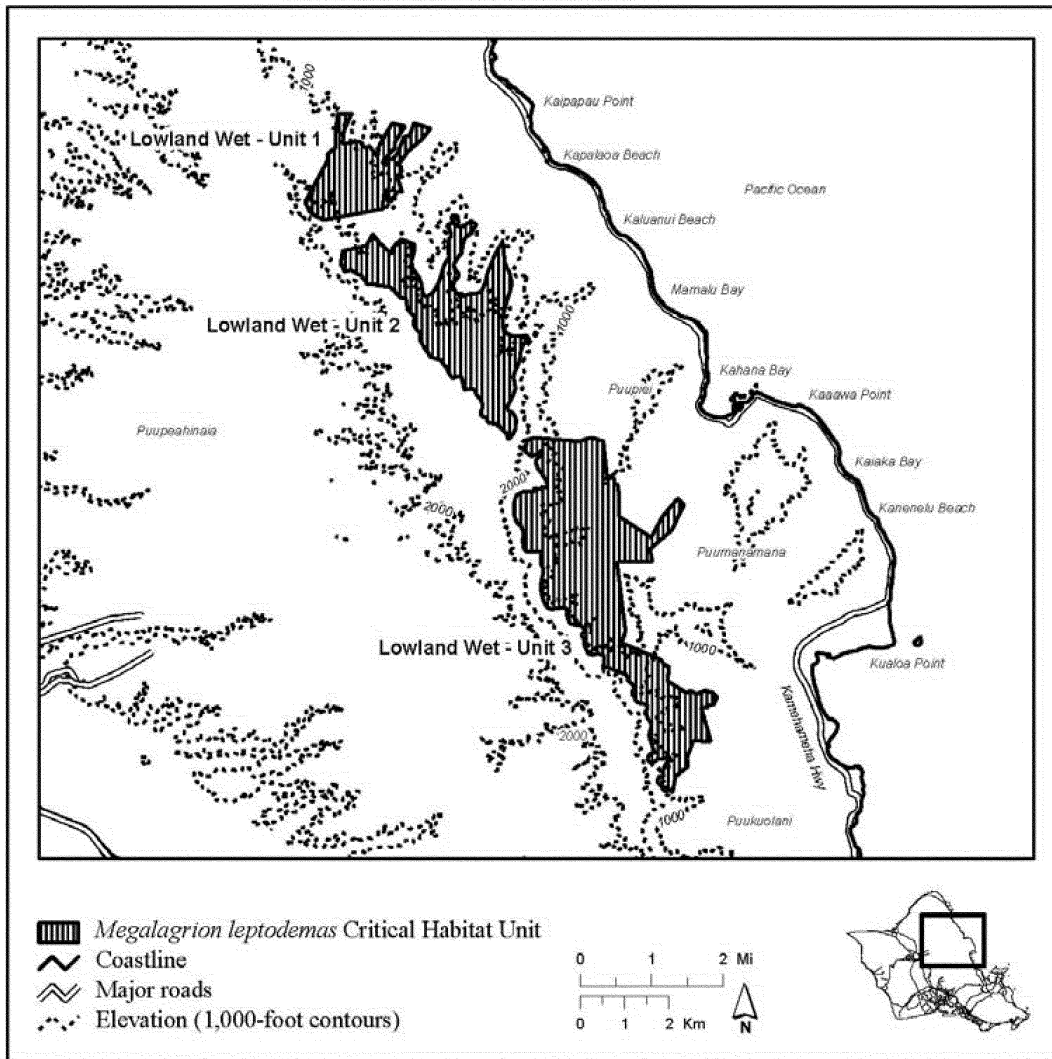 Kaipapau Point
1000
Lowland Wet - Unit 1
Kapalaoa Beach
Pacific Ocean
Kaluanui Beach
Mamalu Bay
Lowland Wet - Unit 2
1000
Kahana Bay
Puupiei
Kaaawa Point
Puupeahinaia
Kaiaka Bay
2000
2000
Kanenelu Beach
Puumanamana
Lowland Wet - Unit 3
1000
Kualoa Point
Kamehameha Hwy
2000
1000
Puukuolani
Megalagrion leptodemas Critical Habitat Unit
Coastline
Major roads
Elevation (1,000-foot contours)
0 1 2 Mi
0 1 2 Km
N